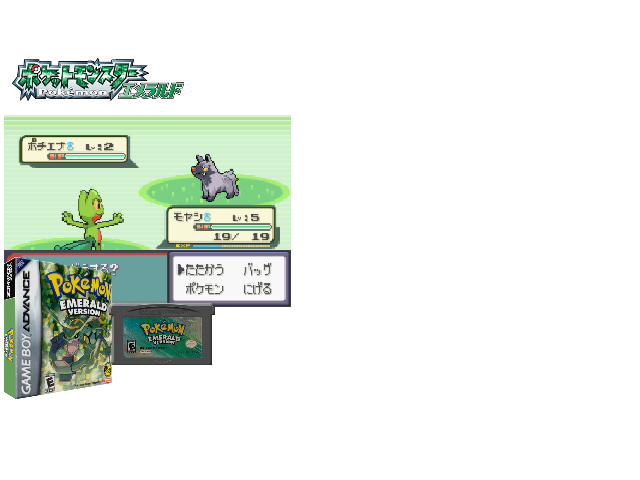 ポケットモンスター
POKéMON
エメラルド
ポチエナ♂ Lv:2
モヤシ♂ Lv:5
19/ 19
EXP
たたかう バッグ
ポケモン にげる
GAME BOY ADVANCE
POKéMON
EMERALD
VERSION
POKéMON
EMERALD
VERSION